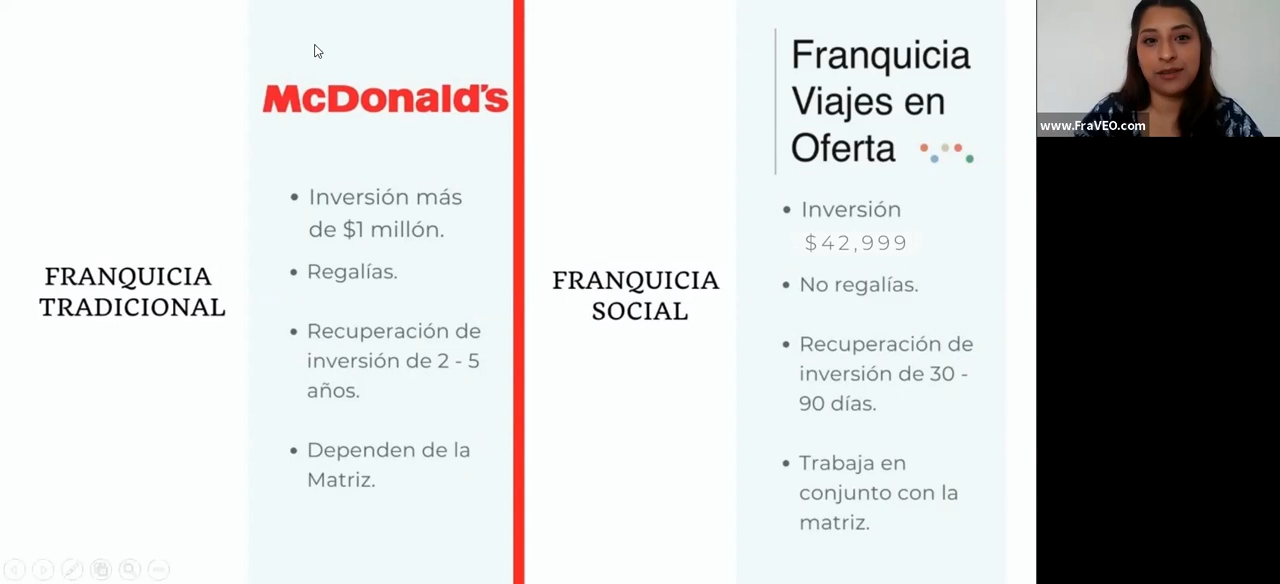 FRANQUICIA
TRADICIONAL
McDonald's
• Inversión más
de $1 millón.
• Regalías.
• Recuperación de
inversión de 2 - 5
años.
• Dependen de la
Matriz.
FRANQUICIA
SOCIAL
Franquicia
Viajes en
Oferta
• Inversión
$42,999
• No regalías.
• Recuperación de
inversión de 30 -
90 días.
• Trabaja en
conjunto con la
matriz.
www.FraVEO.com